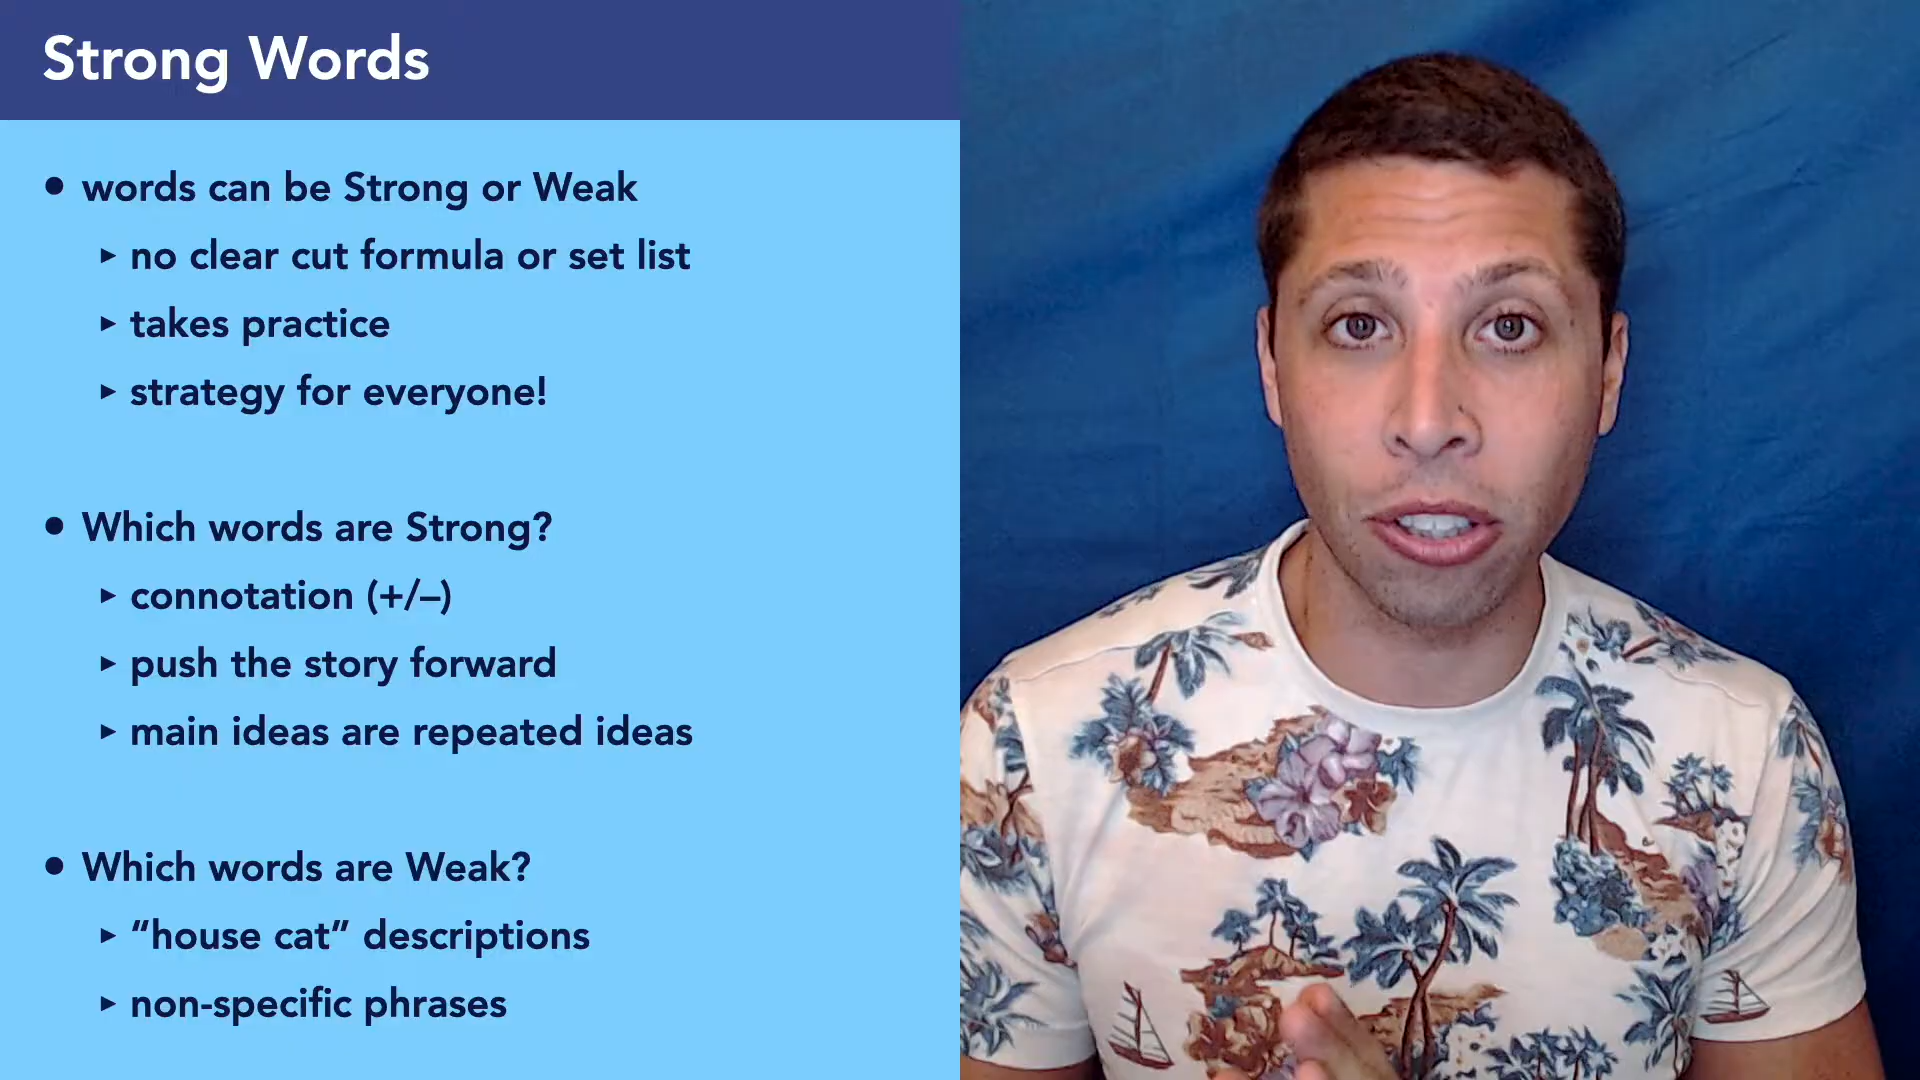 Strong Words
• words can be Strong or Weak
▸ no clear cut formula or set list
▸ takes practice
▸ strategy for everyone!
• Which words are Strong?
▸ connotation (+/–)
▸ push the story forward
▸ main ideas are repeated ideas
• Which words are Weak?
▸ “house cat” descriptions
▸ non-specific phrases